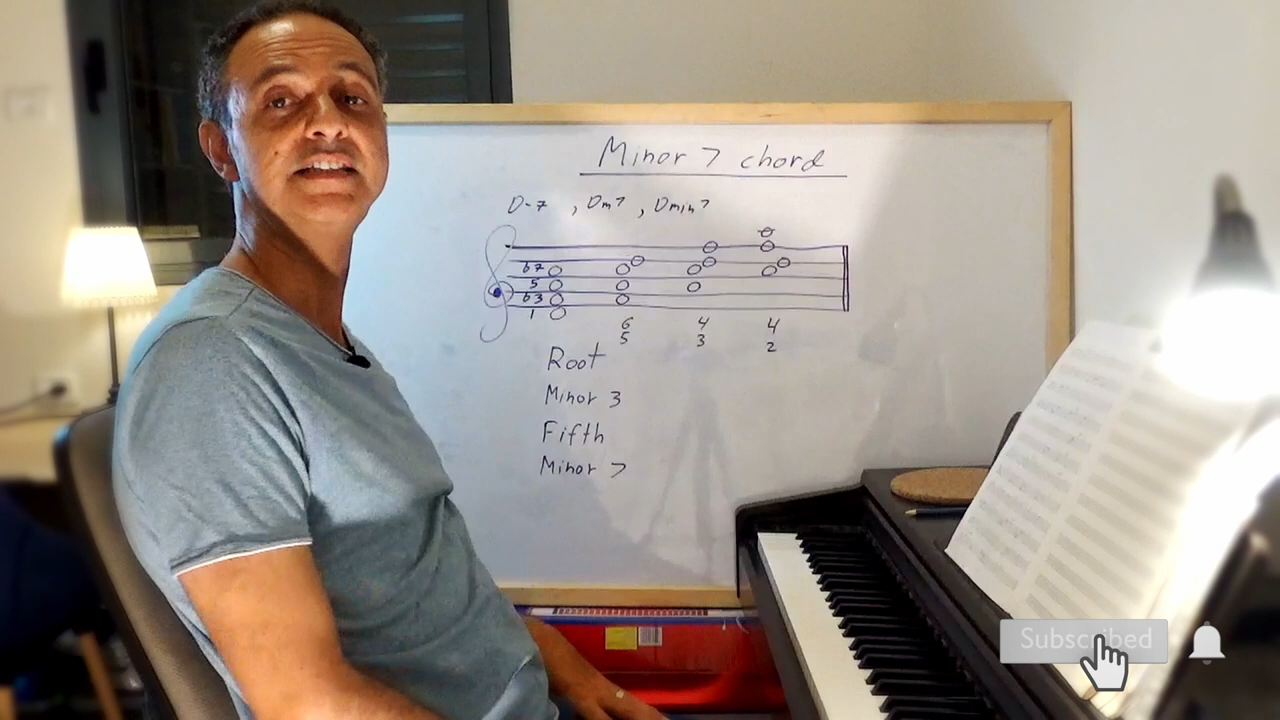 Minor 7 chord
D-7 , Dm7 , Dmin7
b7
5
b3
1
6 4 4
5 3 2
Root
Minor 3
Fifth
Minor 7
Subscribed